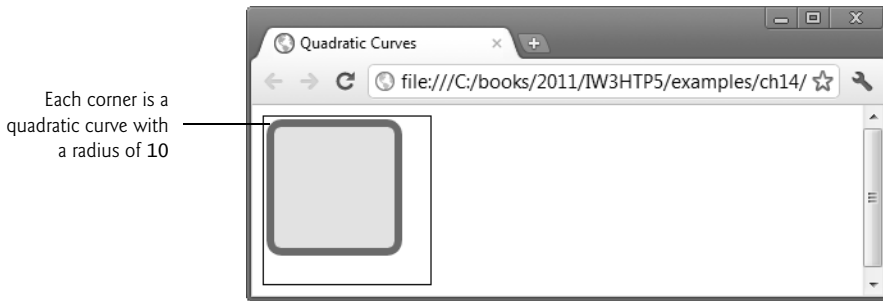 Quadratic Curves
file:///C:/books/2011/IW3HTP5/examples/ch14/
Each corner is a
quadratic curve with
a radius of 10